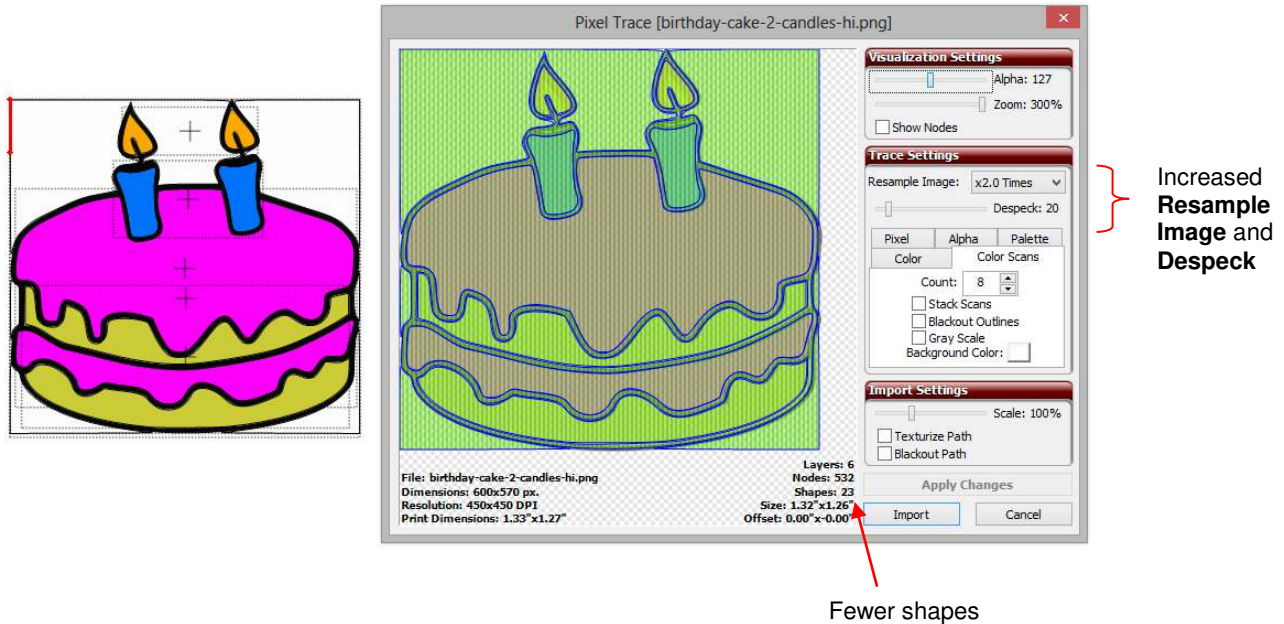 Pixel Trace [birthday-cake-2-candles-hi.png]
×
Visualization Settings
Alpha: 127
Zoom: 300%
Show Nodes
Trace Settings
Resample Image: x2.0 Times
Despeck: 20
Pixel Alpha Palette
Color Color Scans
Count: 8
Stack Scans
Blackout Outlines
Gray Scale
Background Color:
Import Settings
Scale: 100%
Texturize Path
Blackout Path
Apply Changes
Import Cancel
File: birthday-cake-2-candles-hi.png
Dimensions: 600x570 px.
Resolution: 450x450 DPI
Print Dimensions: 1.33"x1.27"
Layers: 6
Nodes: 532
Shapes: 23
Size: 1.32"x1.26"
Offset: 0.00"x-0.00"
Increased
Resample
Image and
Despeck
Fewer shapes